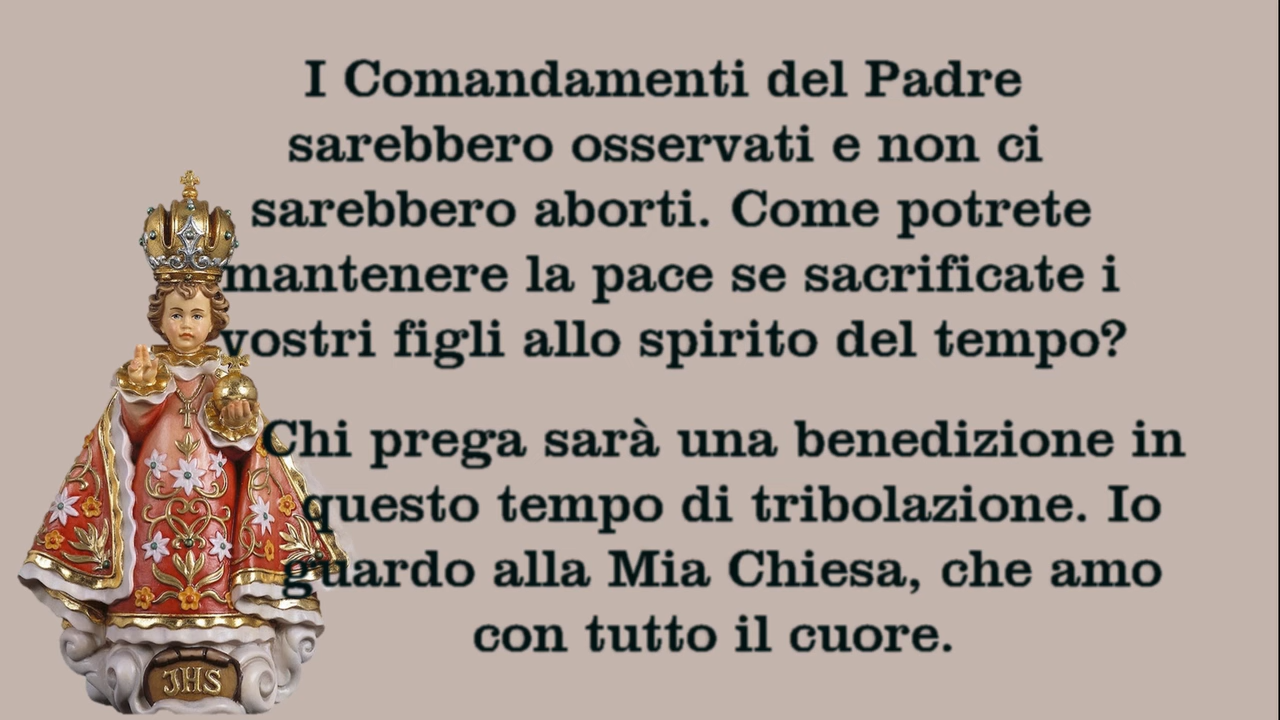 I Comandamenti del Padre
sarebbero osservati e non ci
sarebbero aborti. Come potrete
mantenere la pace se sacrificate i
vostri figli allo spirito del tempo?
Chi prega sarà una benedizione in
questo tempo di tribolazione. Io
guardo alla Mia Chiesa, che amo
con tutto il cuore.
JHS